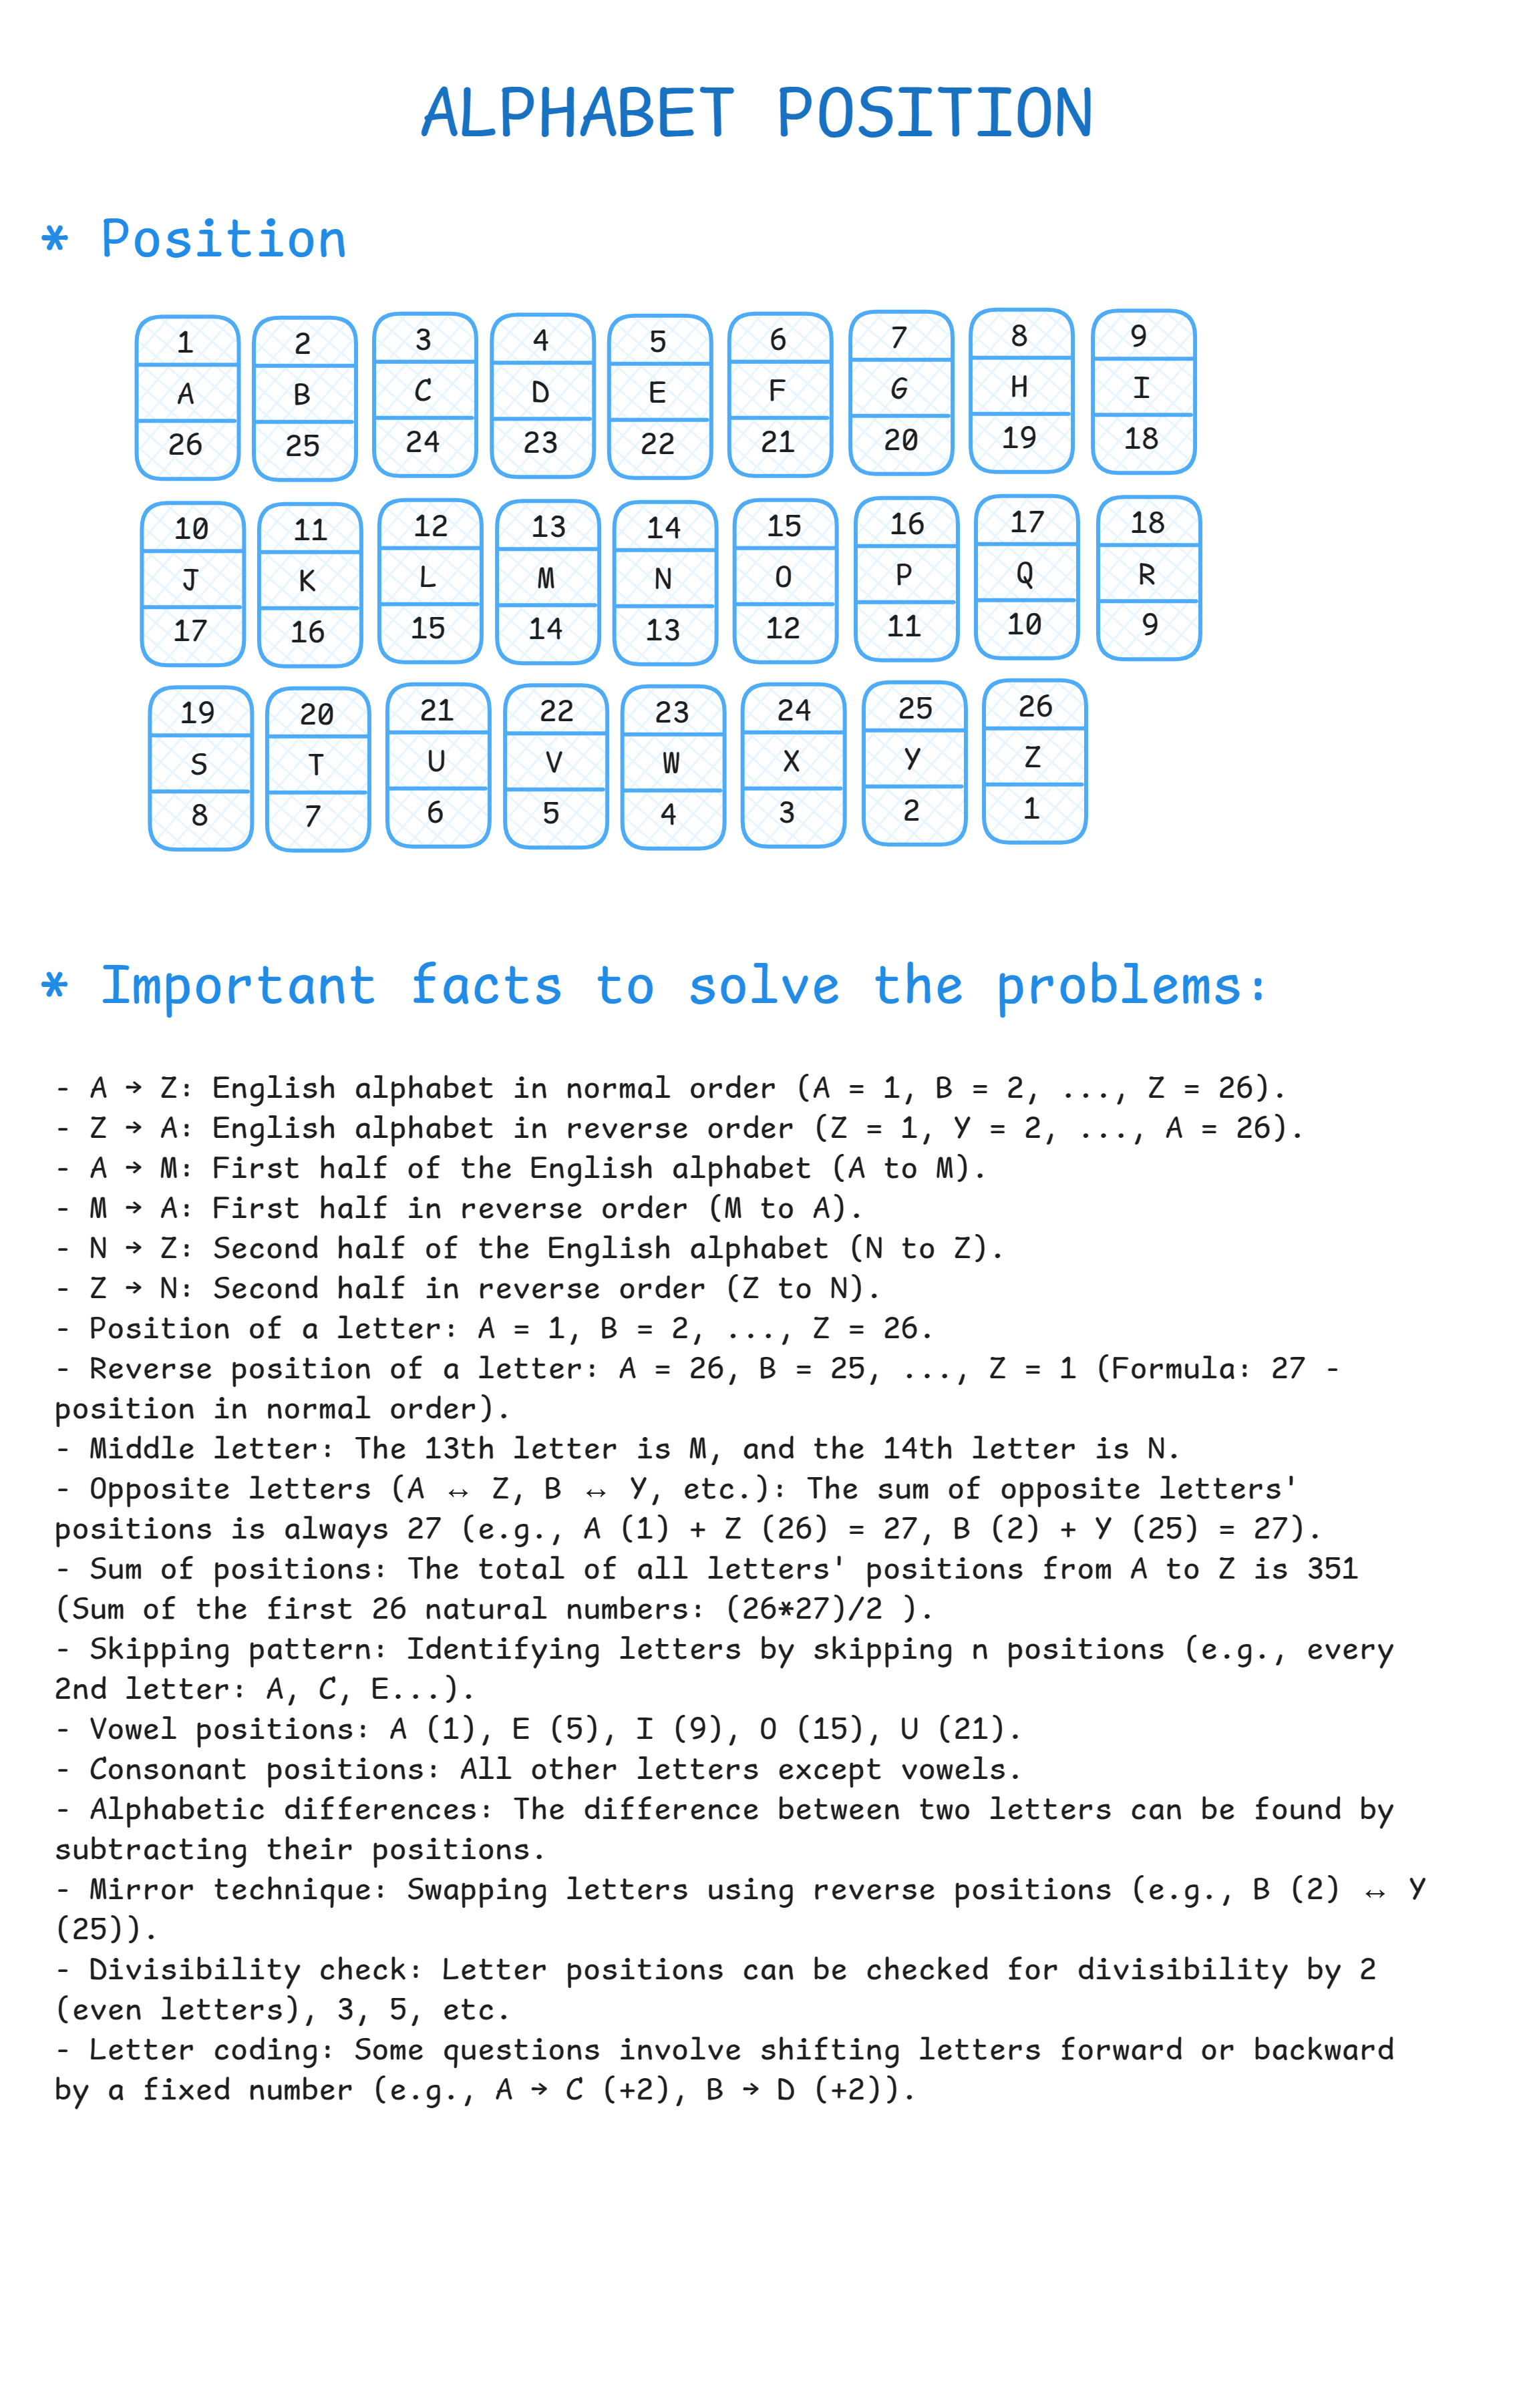 ALPHABET POSITION
* Position
1 2 3 4 5 6 7 8 9
A B C D E F G H I
26 25 24 23 22 21 20 19 18
10 11 12 13 14 15 16 17 18
J K L M N O P Q R
17 16 15 14 13 12 11 10 9
19 20 21 22 23 24 25 26
S T U V W X Y Z
8 7 6 5 4 3 2 1
* Important facts to solve the problems:
- A → Z: English alphabet in normal order (A = 1, B = 2, ..., Z = 26).
- Z → A: English alphabet in reverse order (Z = 1, Y = 2, ..., A = 26).
- A → M: First half of the English alphabet (A to M).
- M → A: First half in reverse order (M to A).
- N → Z: Second half of the English alphabet (N to Z).
- Z → N: Second half in reverse order (Z to N).
- Position of a letter: A = 1, B = 2, ..., Z = 26.
- Reverse position of a letter: A = 26, B = 25, ..., Z = 1 (Formula: 27 -
position in normal order).
- Middle letter: The 13th letter is M, and the 14th letter is N.
- Opposite letters (A ↔ Z, B ↔ Y, etc.): The sum of opposite letters'
positions is always 27 (e.g., A (1) + Z (26) = 27, B (2) + Y (25) = 27).
- Sum of positions: The total of all letters' positions from A to Z is 351
(Sum of the first 26 natural numbers: (26*27)/2 ).
- Skipping pattern: Identifying letters by skipping n positions (e.g., every
2nd letter: A, C, E...).
- Vowel positions: A (1), E (5), I (9), O (15), U (21).
- Consonant positions: All other letters except vowels.
- Alphabetic differences: The difference between two letters can be found by
subtracting their positions.
- Mirror technique: Swapping letters using reverse positions (e.g., B (2) ↔ Y
(25)).
- Divisibility check: Letter positions can be checked for divisibility by 2
(even letters), 3, 5, etc.
- Letter coding: Some questions involve shifting letters forward or backward
by a fixed number (e.g., A → C (+2), B → D (+2)).